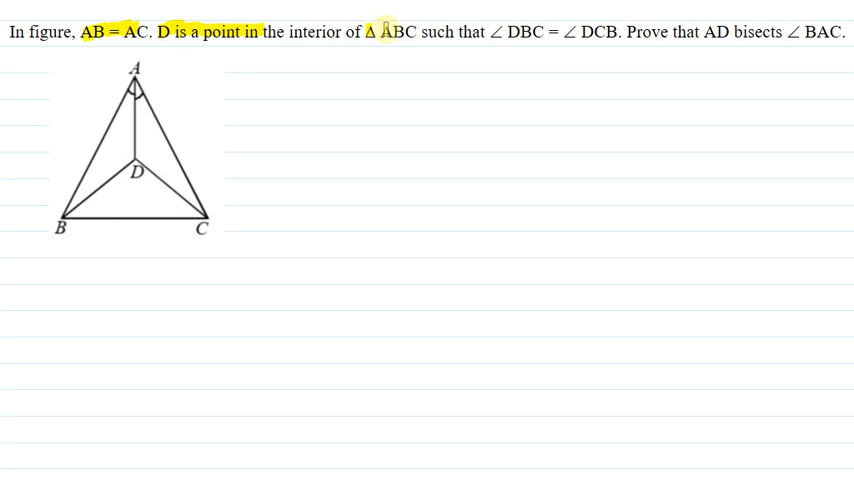 In figure, AB = AC. D is a point in the interior of Δ ABC such that ∠ DBC = ∠ DCB. Prove that AD bisects ∠ BAC.
A
D
B
C